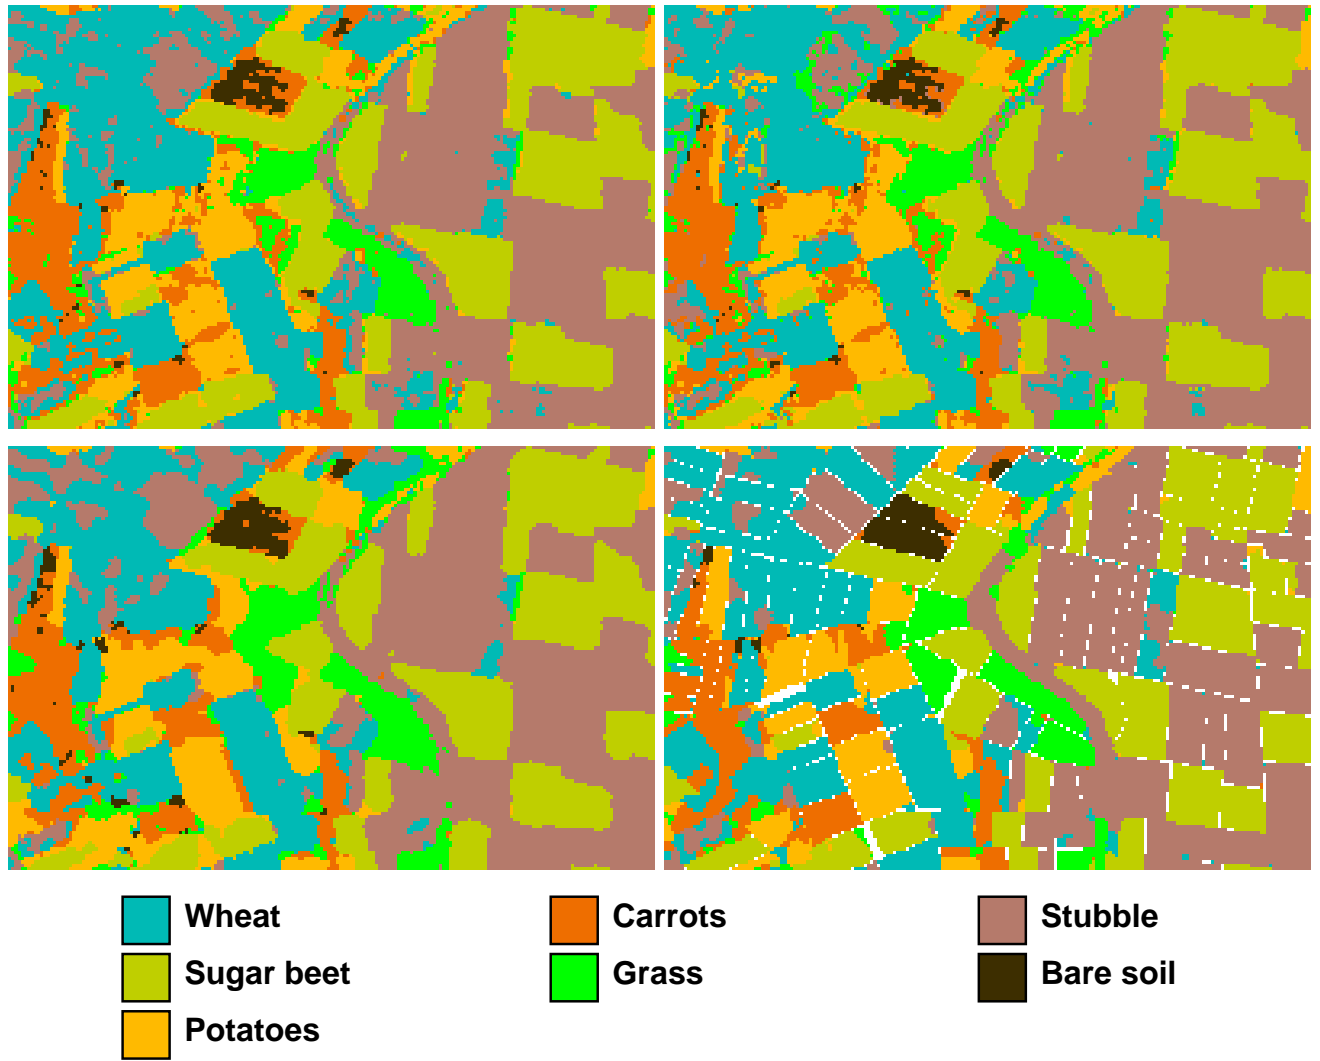 Wheat
Carrots
Stubble
Sugar beet
Grass
Bare soil
Potatoes